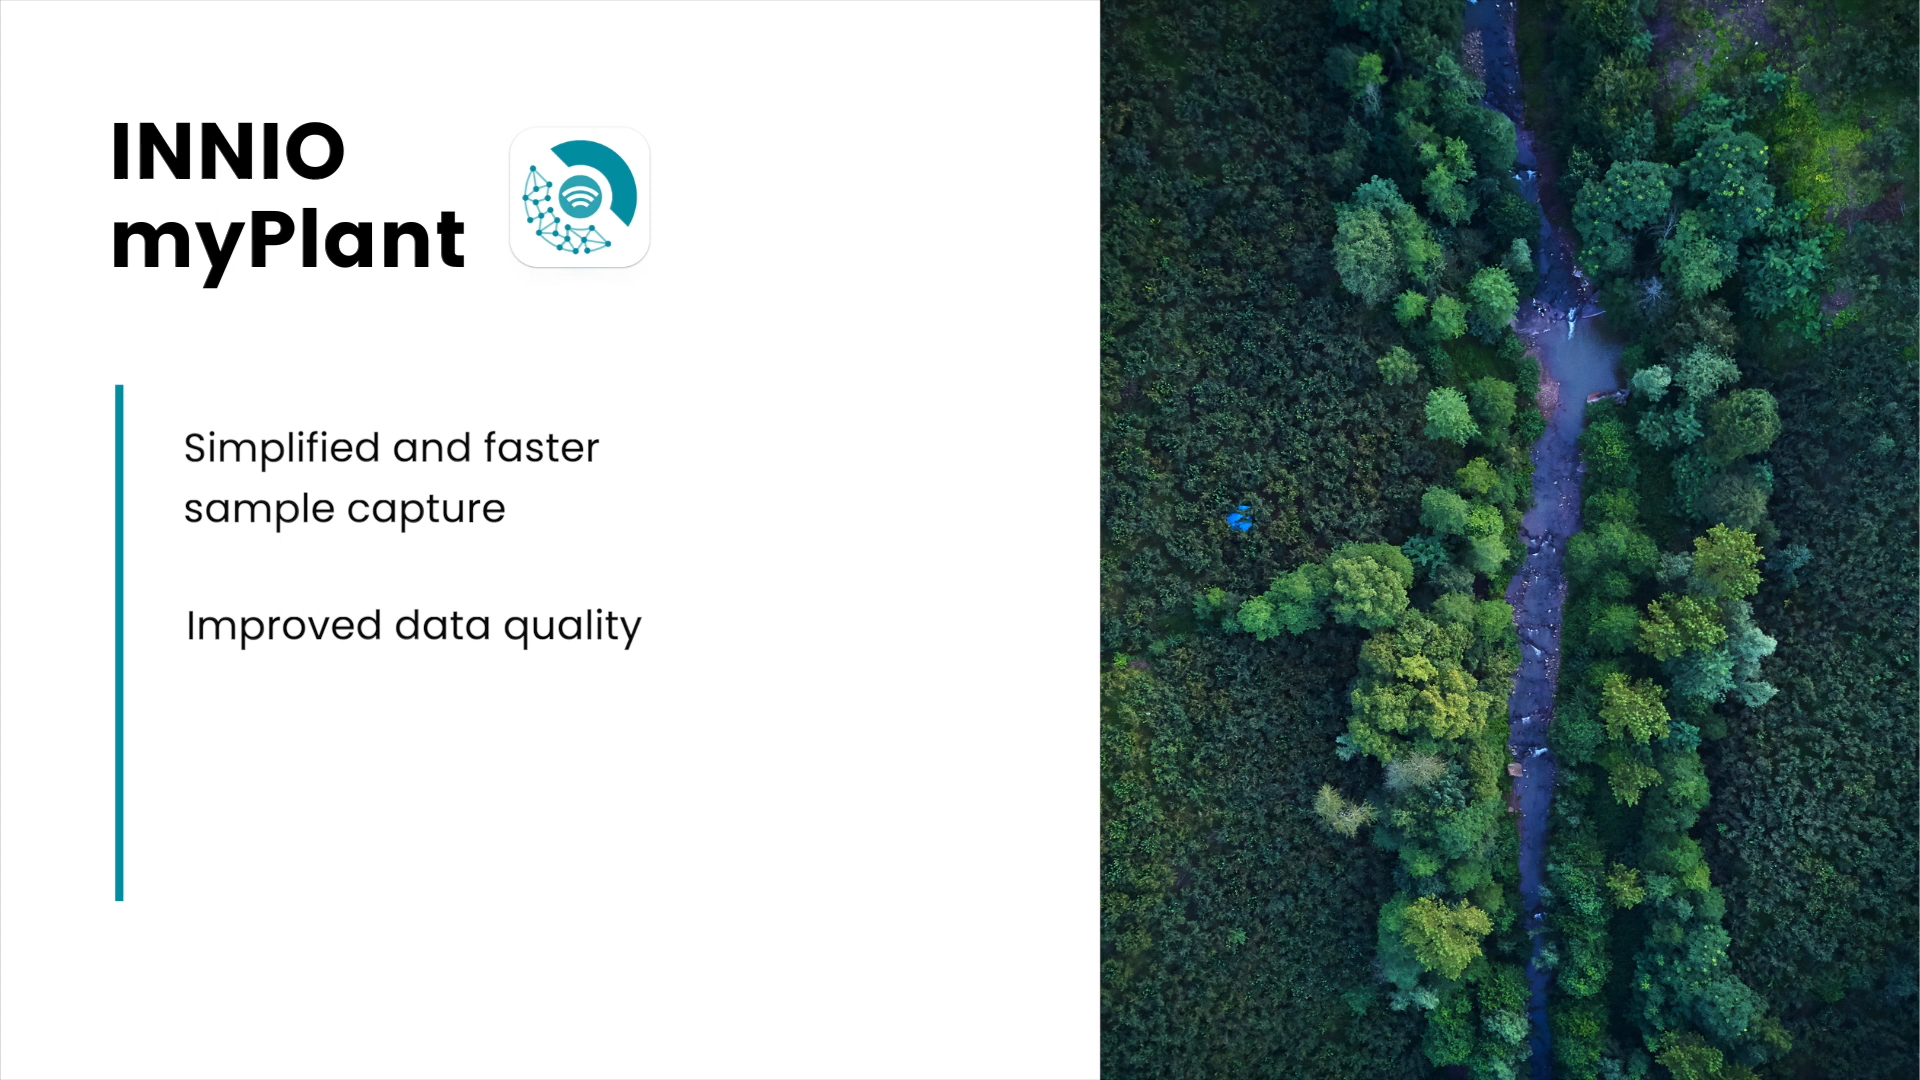 INNIO
myPlant
Simplified and faster
sample capture
Improved data quality